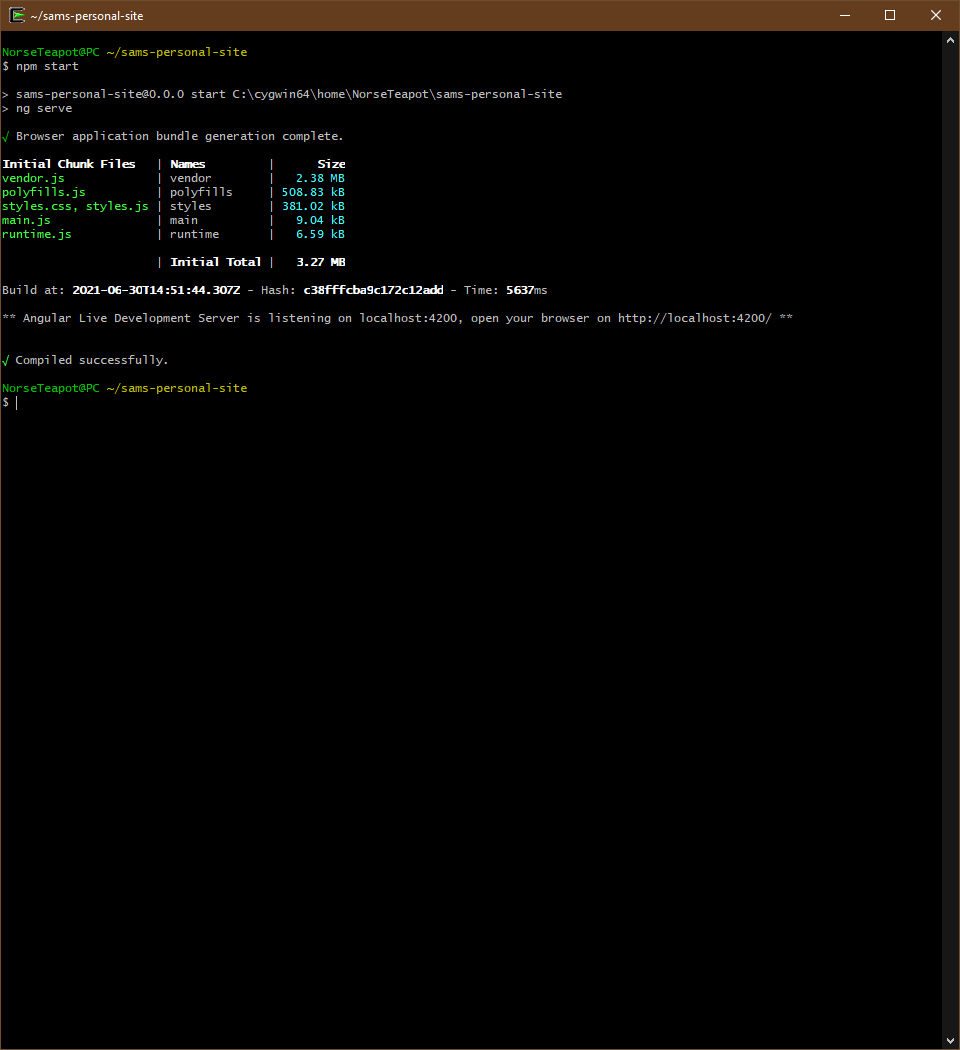 ~/sams-personal-site
NorseTeapot@PC ~/sams-personal-site
$ npm start
> sams-personal-site@0.0.0 start C:\cygwin64\home\NorseTeapot\sams-personal-site
> ng serve
√ Browser application bundle generation complete.
Initial Chunk Files | Names | Size
vendor.js | vendor | 2.38 MB
polyfills.js | polyfills | 508.83 kB
styles.css, styles.js | styles | 381.02 kB
main.js | main | 9.04 kB
runtime.js | runtime | 6.59 kB
| Initial Total | 3.27 MB
Build at: 2021-06-30T14:51:44.307Z - Hash: c38fffcba9c172c12add - Time: 5637ms
** Angular Live Development Server is listening on localhost:4200, open your browser on http://localhost:4200/ **
√ Compiled successfully.
NorseTeapot@PC ~/sams-personal-site
$